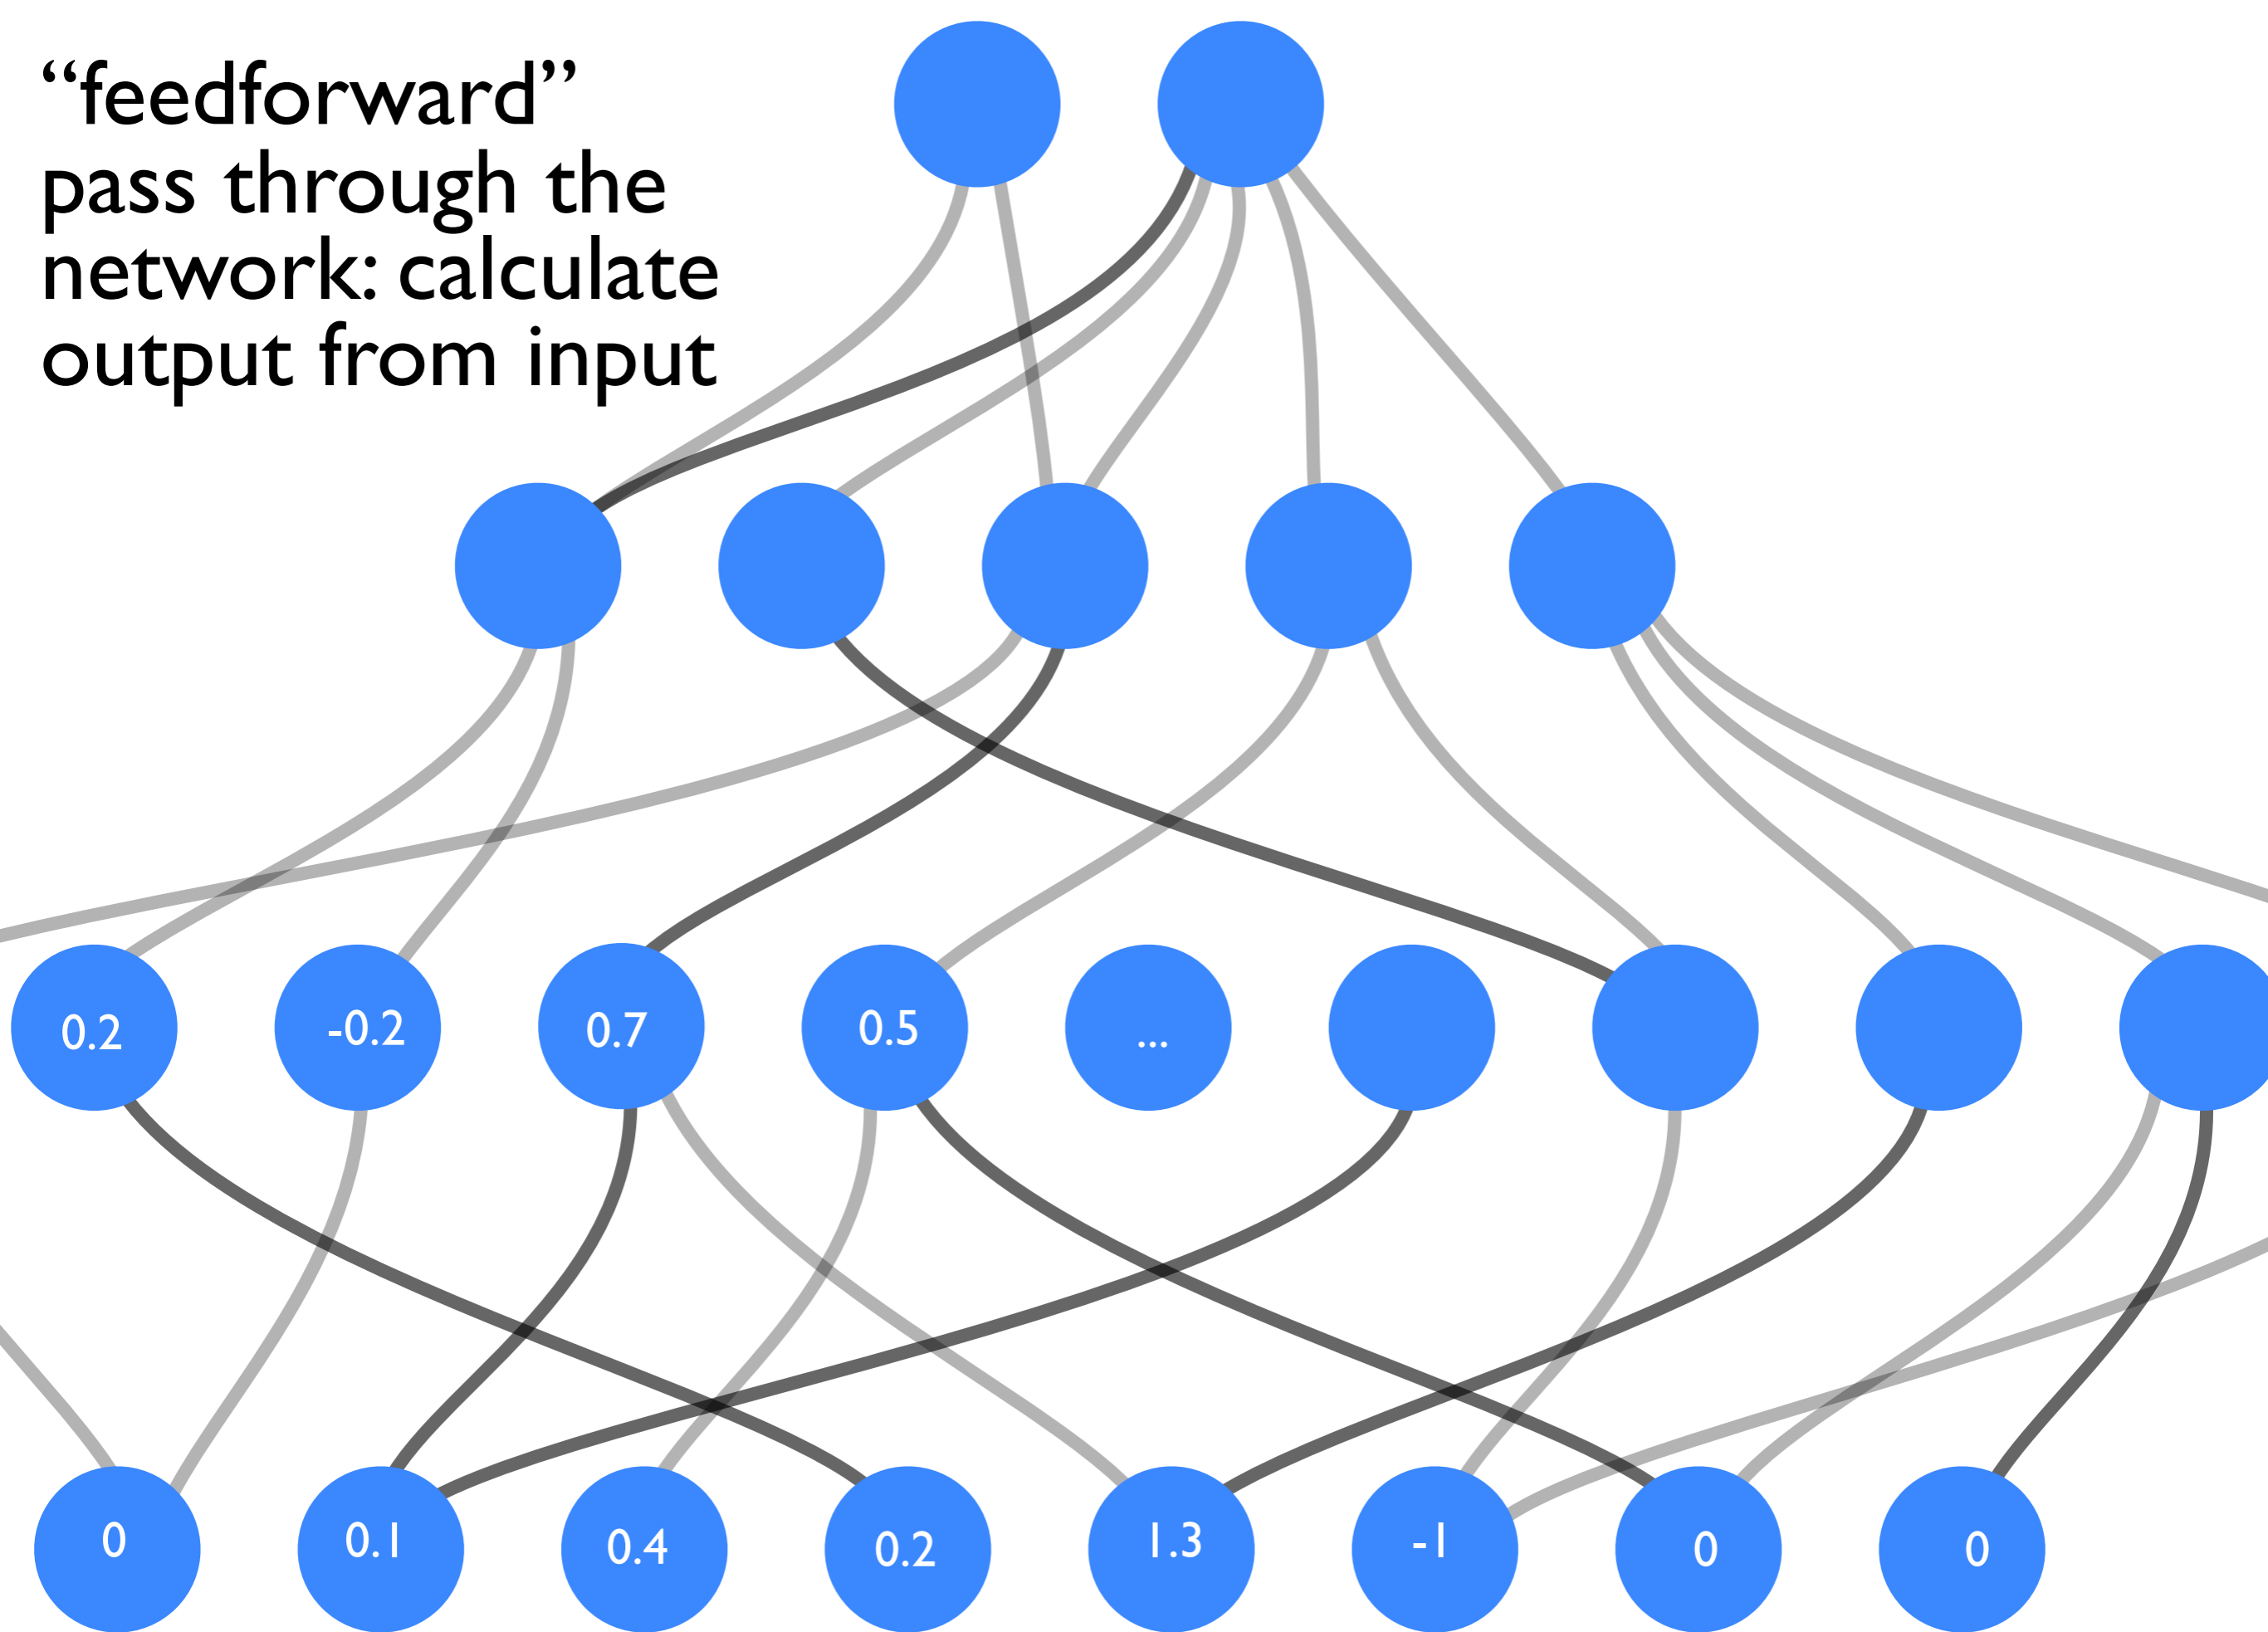 “feedforward”
pass through the
network: calculate
output from input
0.2 -0.2 0.7 0.5 ...
0 0.1 0.4 0.2 1.3 -1 0 0